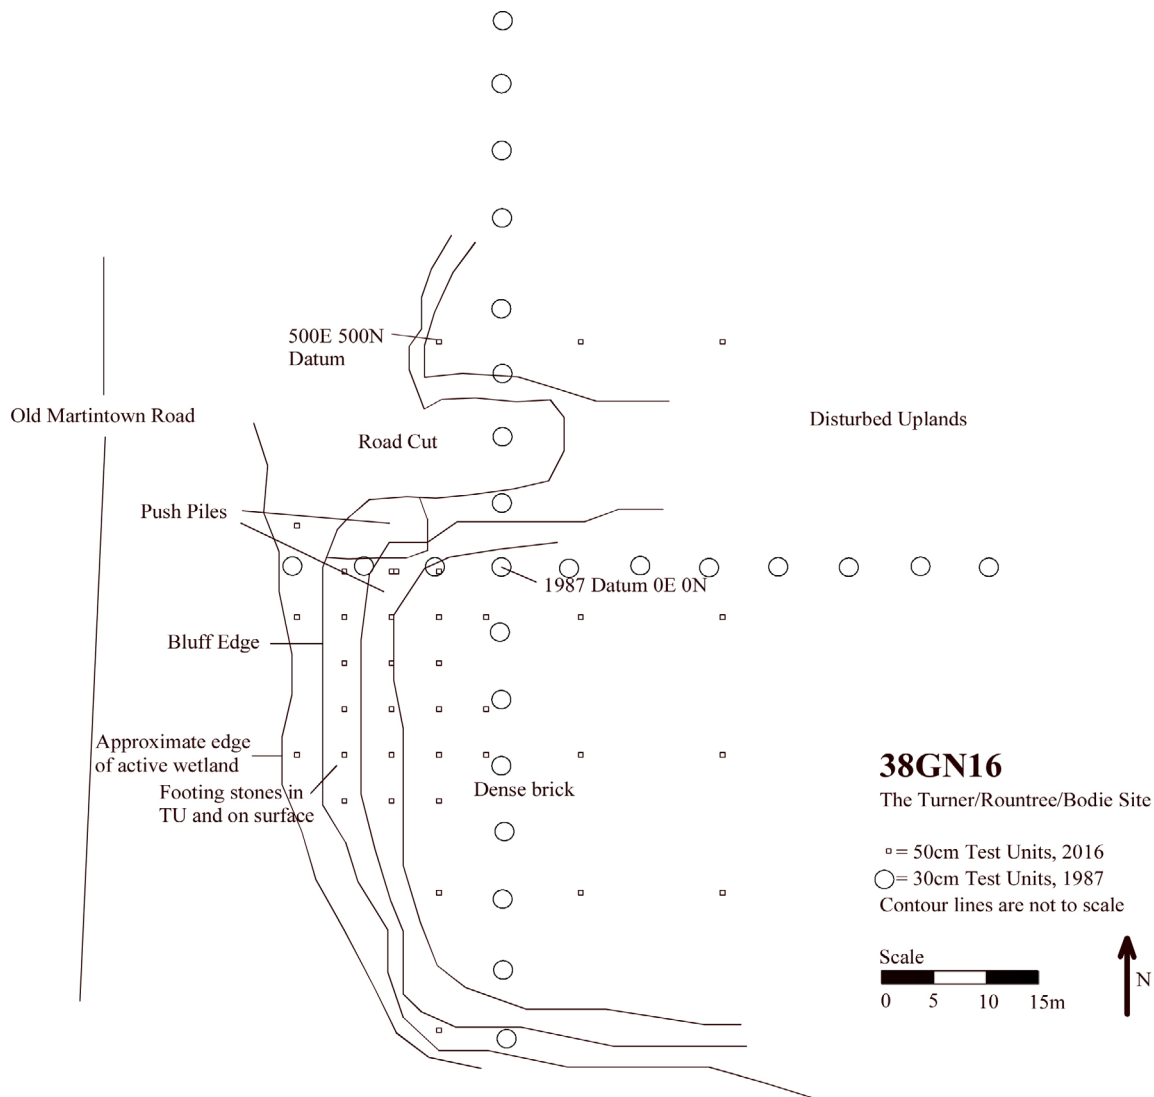 500E 500N
Datum
Old Martintown Road
Disturbed Uplands
Road Cut
Push Piles
1987 Datum 0E 0N
Bluff Edge
Approximate edge
of active wetland
Footing stones in
TU and on surface
Dense brick
38GN16
The Turner/Rountree/Bodie Site
= 50cm Test Units, 2016
= 30cm Test Units, 1987
Contour lines are not to scale
Scale
0 5 10 15m
N